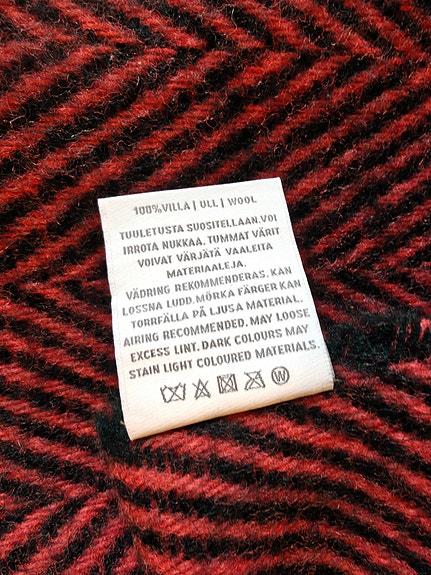 100% VILLA | ULL | WOOL
TUULETUSTA SUOSITELLAAN. VOI
IRROTA NUKKAA. TUMMAT VÄRIT
VOIVAT VÄRJÄTÄ VAALEITA
MATERIAALEJA.
VÄDRING REKOMMENDERAS. KAN
LOSSNA LUDD. MÖRKA FÄRGER KAN
TORRFÄLLA PÅ LJUSA MATERIAL.
AIRING RECOMMENDED. MAY LOOSE
EXCESS LINT. DARK COLOURS MAY
STAIN LIGHT COLOURED MATERIALS.
W